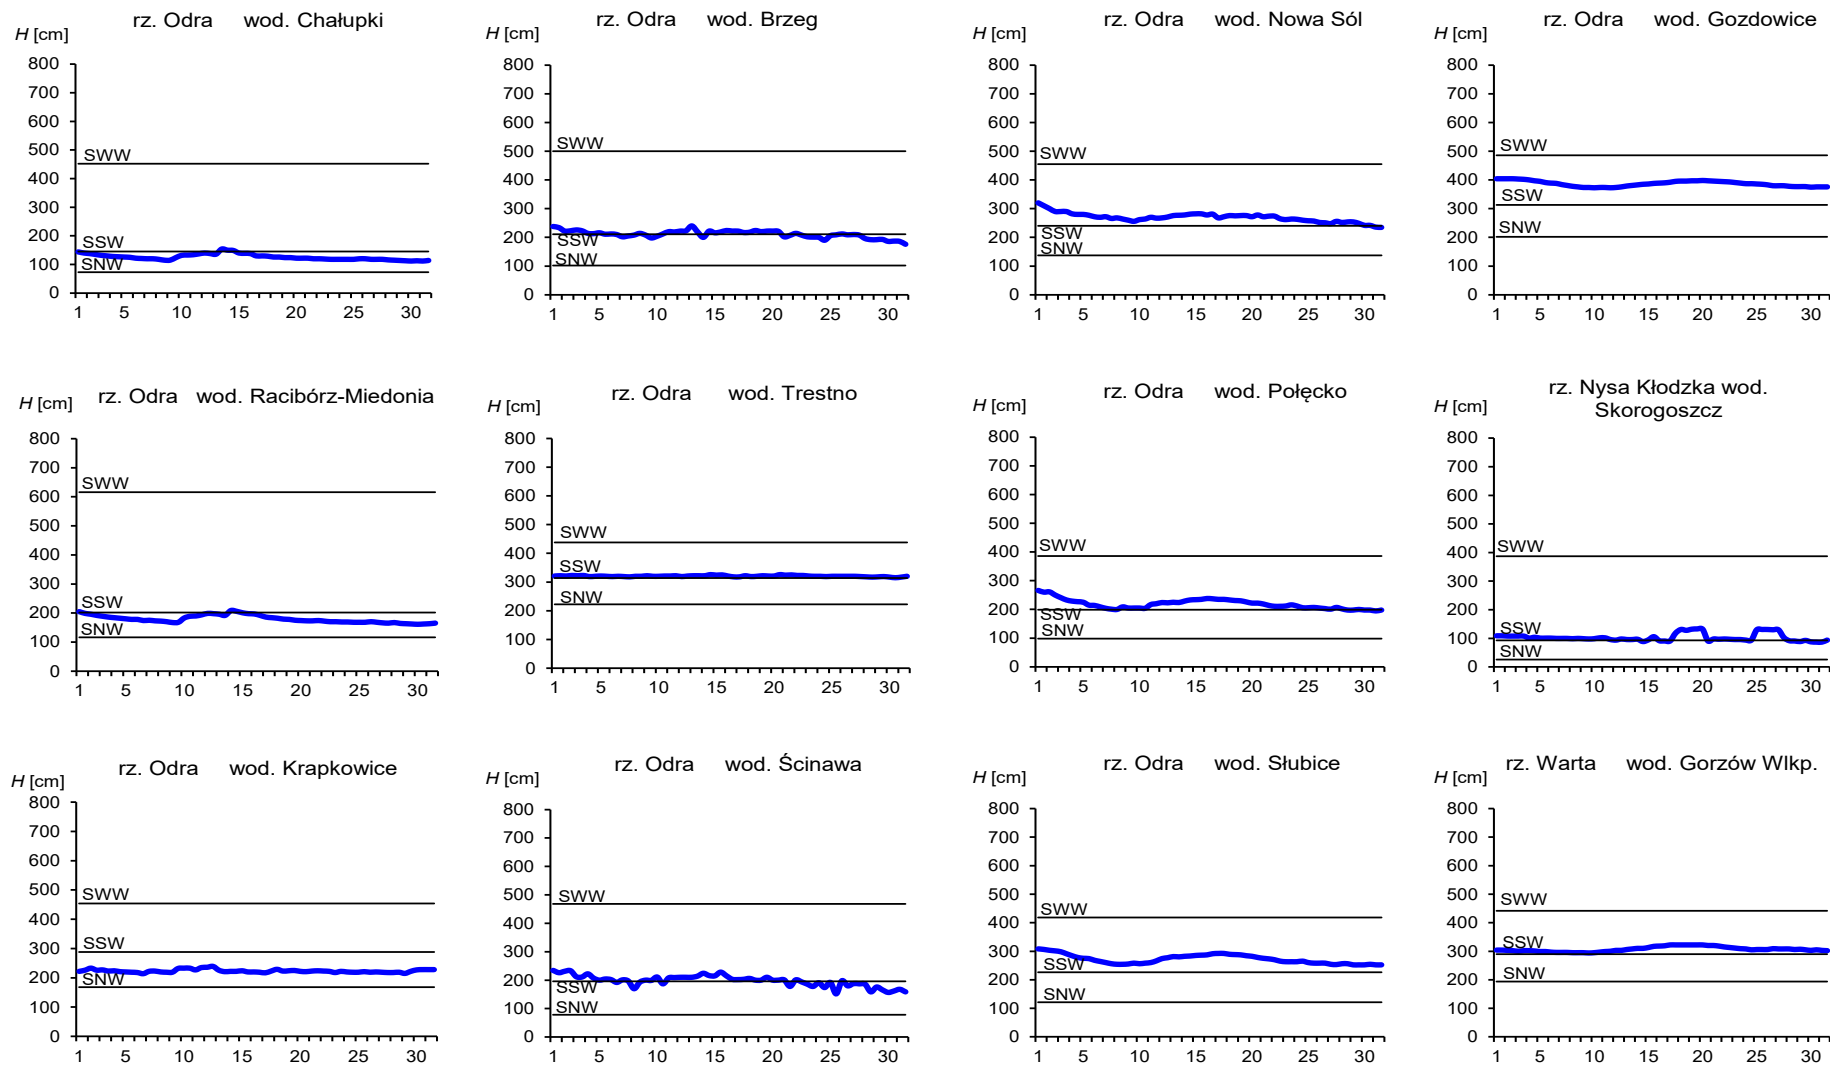 rz. Odra wod. Chałupki
H [cm]
800
700
600
500
400
300
200
100
0
SWW
SSW
SNW
1 5 10 15 20 25 30
rz. Odra wod. Brzeg
H [cm]
800
700
600
500
400
300
200
100
0
SWW
SSW
SNW
1 5 10 15 20 25 30
rz. Odra wod. Nowa Sól
H [cm]
800
700
600
500
400
300
200
100
0
SWW
SSW
SNW
1 5 10 15 20 25 30
rz. Odra wod. Gozdowice
H [cm]
800
700
600
500
400
300
200
100
0
SWW
SSW
SNW
1 5 10 15 20 25 30
rz. Odra wod. Racibórz-Miedonia
H [cm]
800
700
600
500
400
300
200
100
0
SWW
SSW
SNW
1 5 10 15 20 25 30
rz. Odra wod. Trestno
H [cm]
800
700
600
500
400
300
200
100
0
SWW
SSW
SNW
1 5 10 15 20 25 30
rz. Odra wod. Połęcko
H [cm]
800
700
600
500
400
300
200
100
0
SWW
SSW
SNW
1 5 10 15 20 25 30
rz. Nysa Kłodzka wod.
Skorogoszcz
H [cm]
800
700
600
500
400
300
200
100
0
SWW
SSW
SNW
1 5 10 15 20 25 30
rz. Odra wod. Krapkowice
H [cm]
800
700
600
500
400
300
200
100
0
SWW
SSW
SNW
1 5 10 15 20 25 30
rz. Odra wod. Ścinawa
H [cm]
800
700
600
500
400
300
200
100
0
SWW
SSW
SNW
1 5 10 15 20 25 30
rz. Odra wod. Słubice
H [cm]
800
700
600
500
400
300
200
100
0
SWW
SSW
SNW
1 5 10 15 20 25 30
rz. Warta wod. Gorzów Wlkp.
H [cm]
800
700
600
500
400
300
200
100
0
SWW
SSW
SNW
1 5 10 15 20 25 30